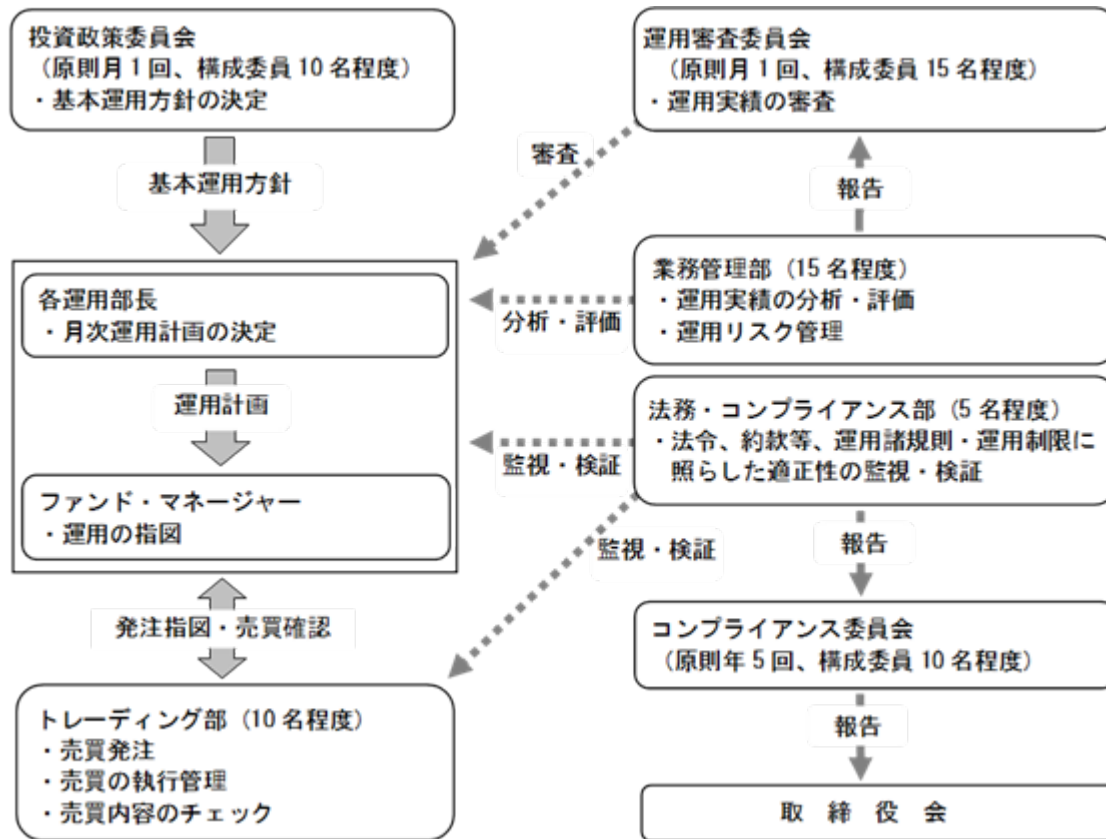 投資政策委員会
（原則月1回、構成委員10名程度）
・基本運用方針の決定
基本運用方針
各運用部長
・月次運用計画の決定
運用計画
ファンド・マネージャー
・運用の指図
発注指図・売買確認
トレーディング部（10名程度）
・売買発注
・売買の執行管理
・売買内容のチェック
運用審査委員会
（原則月1回、構成委員15名程度）
・運用実績の審査
審査
報告
業務管理部（15名程度）
・運用実績の分析・評価
・運用リスク管理
分析・評価
法務・コンプライアンス部（5名程度）
・法令、約款等、運用諸規則・運用制限に
照らした適正性の監視・検証
監視・検証
監視・検証
報告
コンプライアンス委員会
（原則年5回、構成委員10名程度）
報告
取締役会